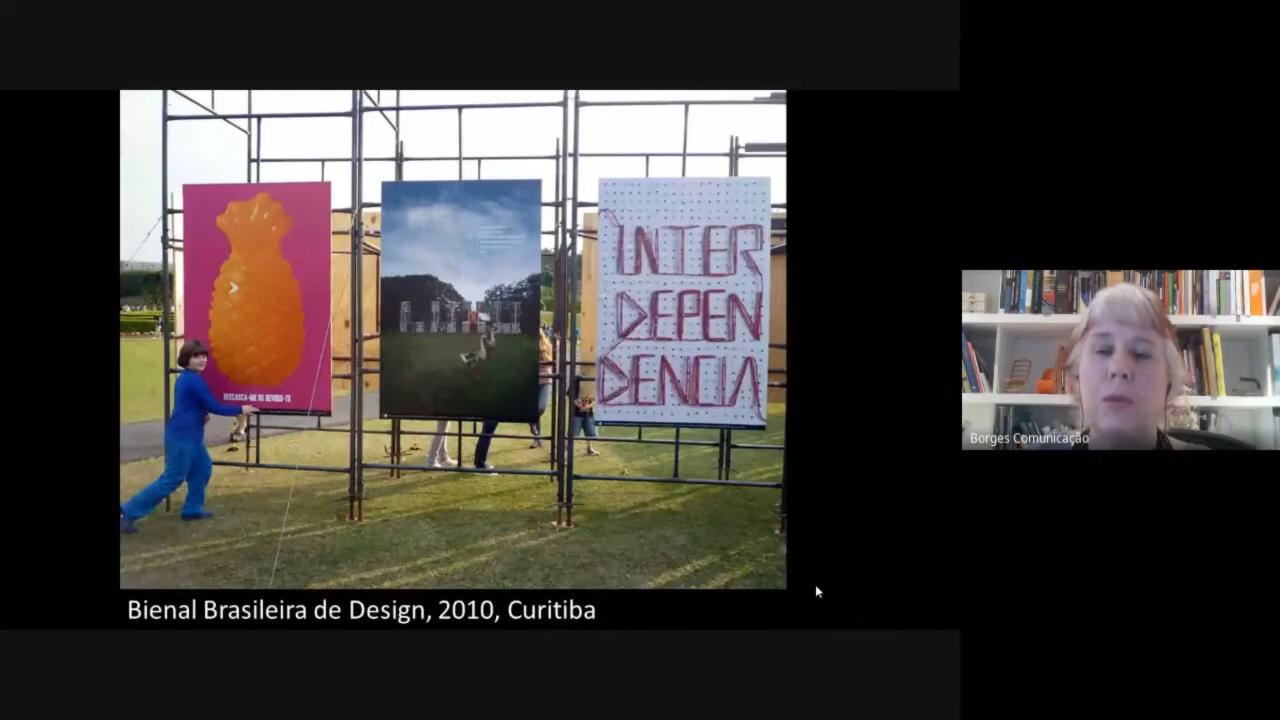 DESCASCA-ME OU DEVORO-TE
INTER
DEPEN
DENCIA
Borges Comunicação
Bienal Brasileira de Design, 2010, Curitiba